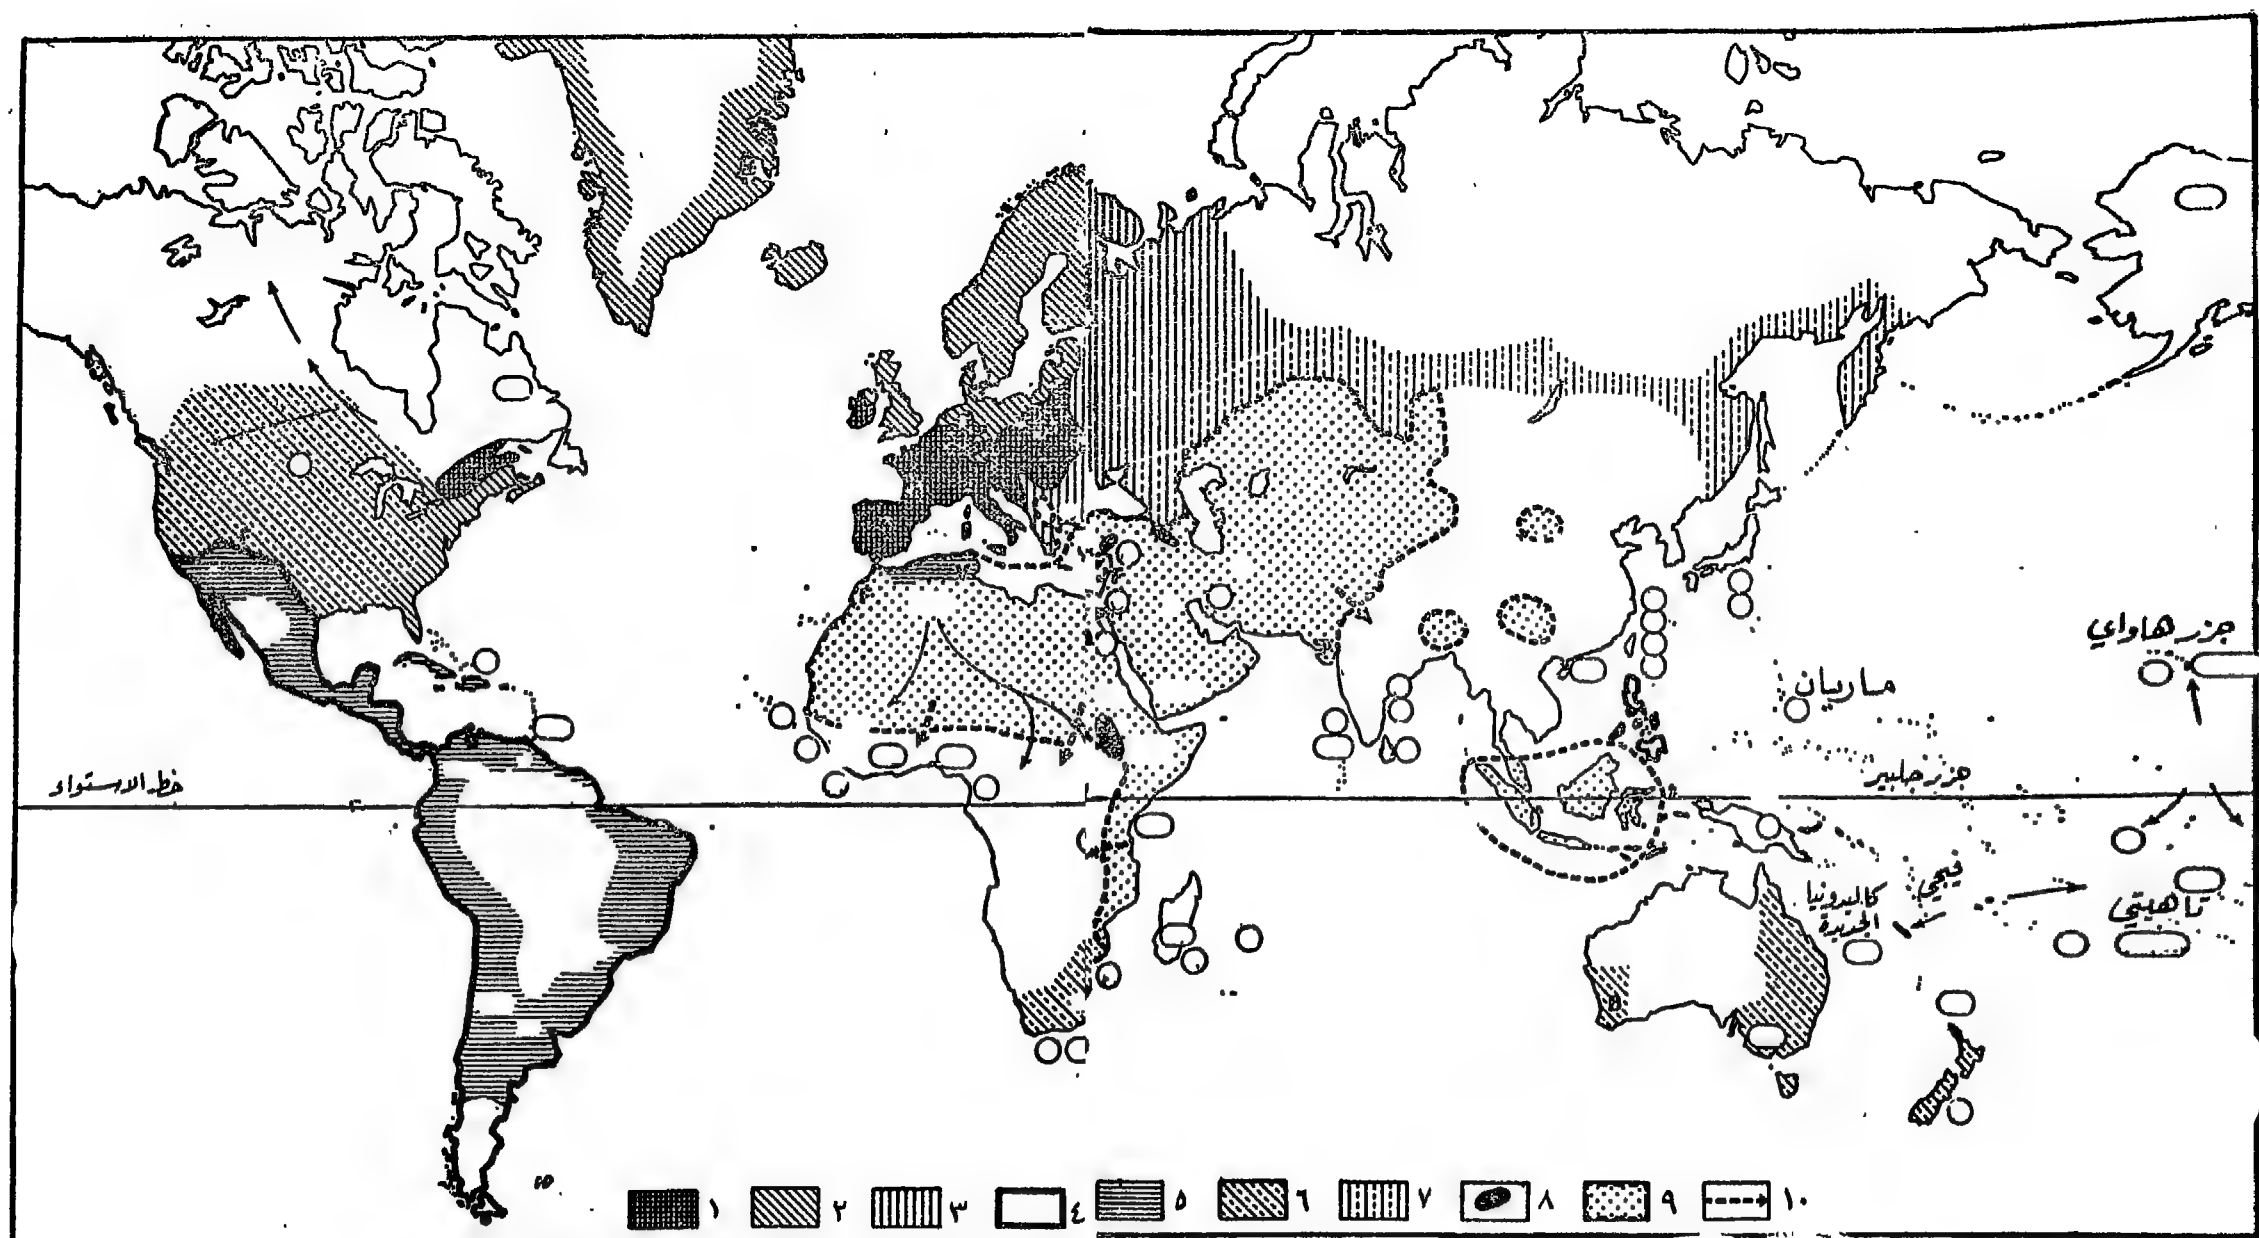 جزر هاواي
ماريان
خط الاستواء
هزر جلبير
فيجي
كاليدونيا
الجديدة
تاهيتي
١ ٢ ٣ ٤ ٥ ٦ ٧ ٨ ٩ ١٠